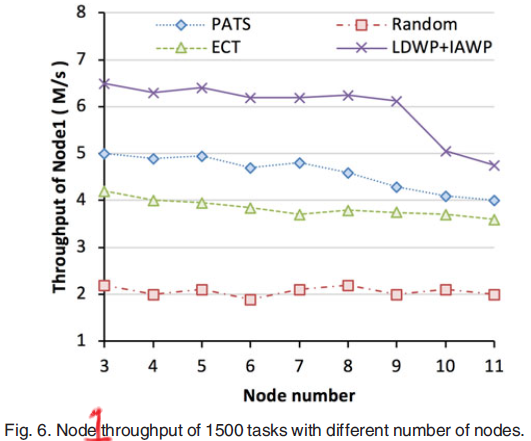 8
7
6
5
4
3
2
1
Throughput of Node1 ( M/s )
PATS
Random
ECT
LDWP+IAWP
3 4 5 6 7 8 9 10 11
Node number
1
Fig. 6. Node throughput of 1500 tasks with different number of nodes.